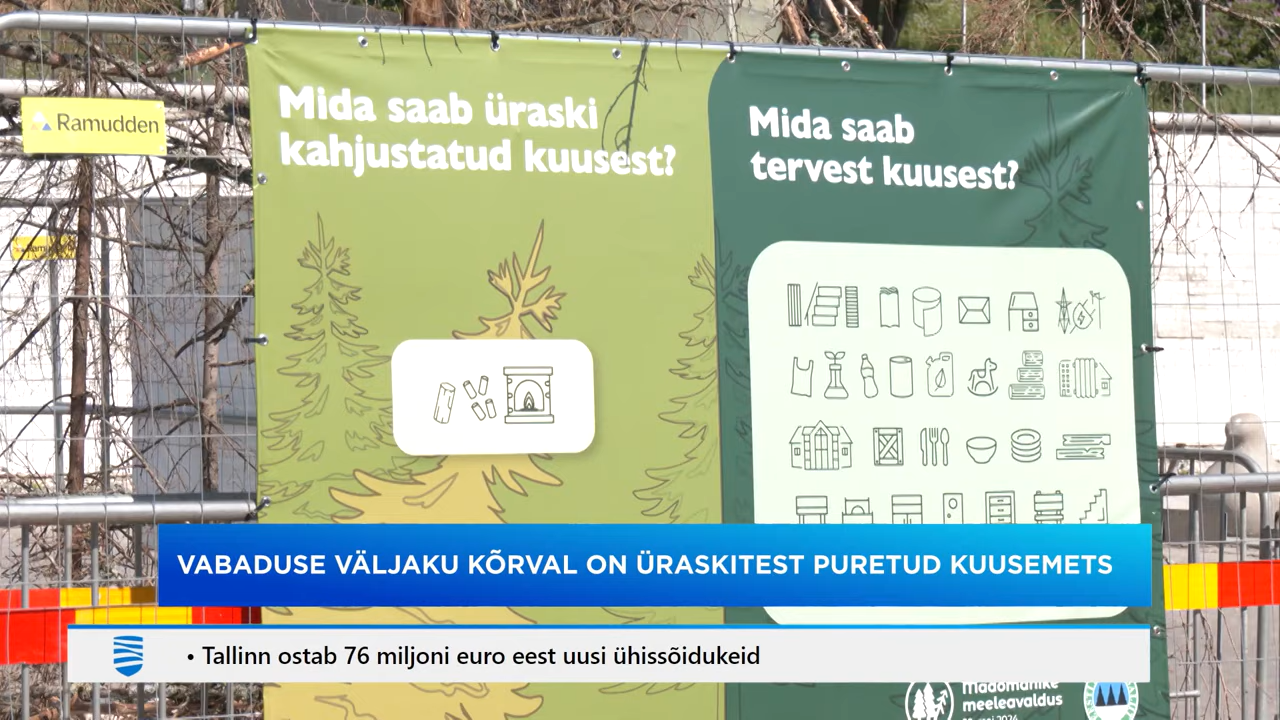 Mida saab üraski
kahjustatud kuusest?
Mida saab
tervest kuusest?
Ramudden
VABADUSE VÄLJAKU KÕRVAL ON ÜRASKITEST PURETUD KUUSEMETS
• Tallinn ostab 76 miljoni euro eest uusi ühissõidukeid
Madomanike
meeleavaldus